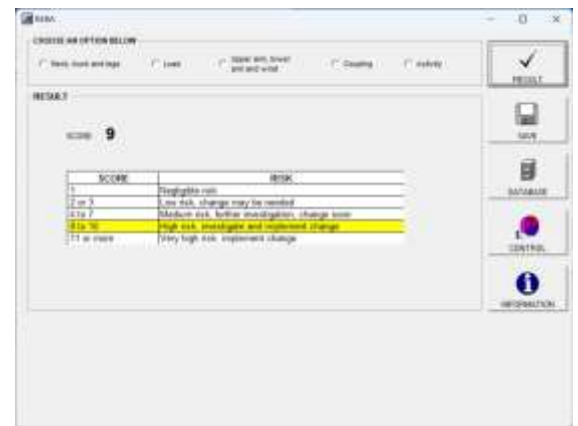 REBA
CHOOSE AN OPTION BELOW
Neck, trunk and legs
Load
Upper arm, lower
arm and wrist
Coupling
Activity
RESULT
SCORE 9
SCORE RISK
1 Negligible risk
2 or 3 Low risk, change may be needed
4 to 7 Medium risk, further investigation, change soon
8 to 10 High risk, investigate and implement change
11 or more Very high risk, implement change
RESULT
SAVE
DATABASE
CONTROL
INFORMATION